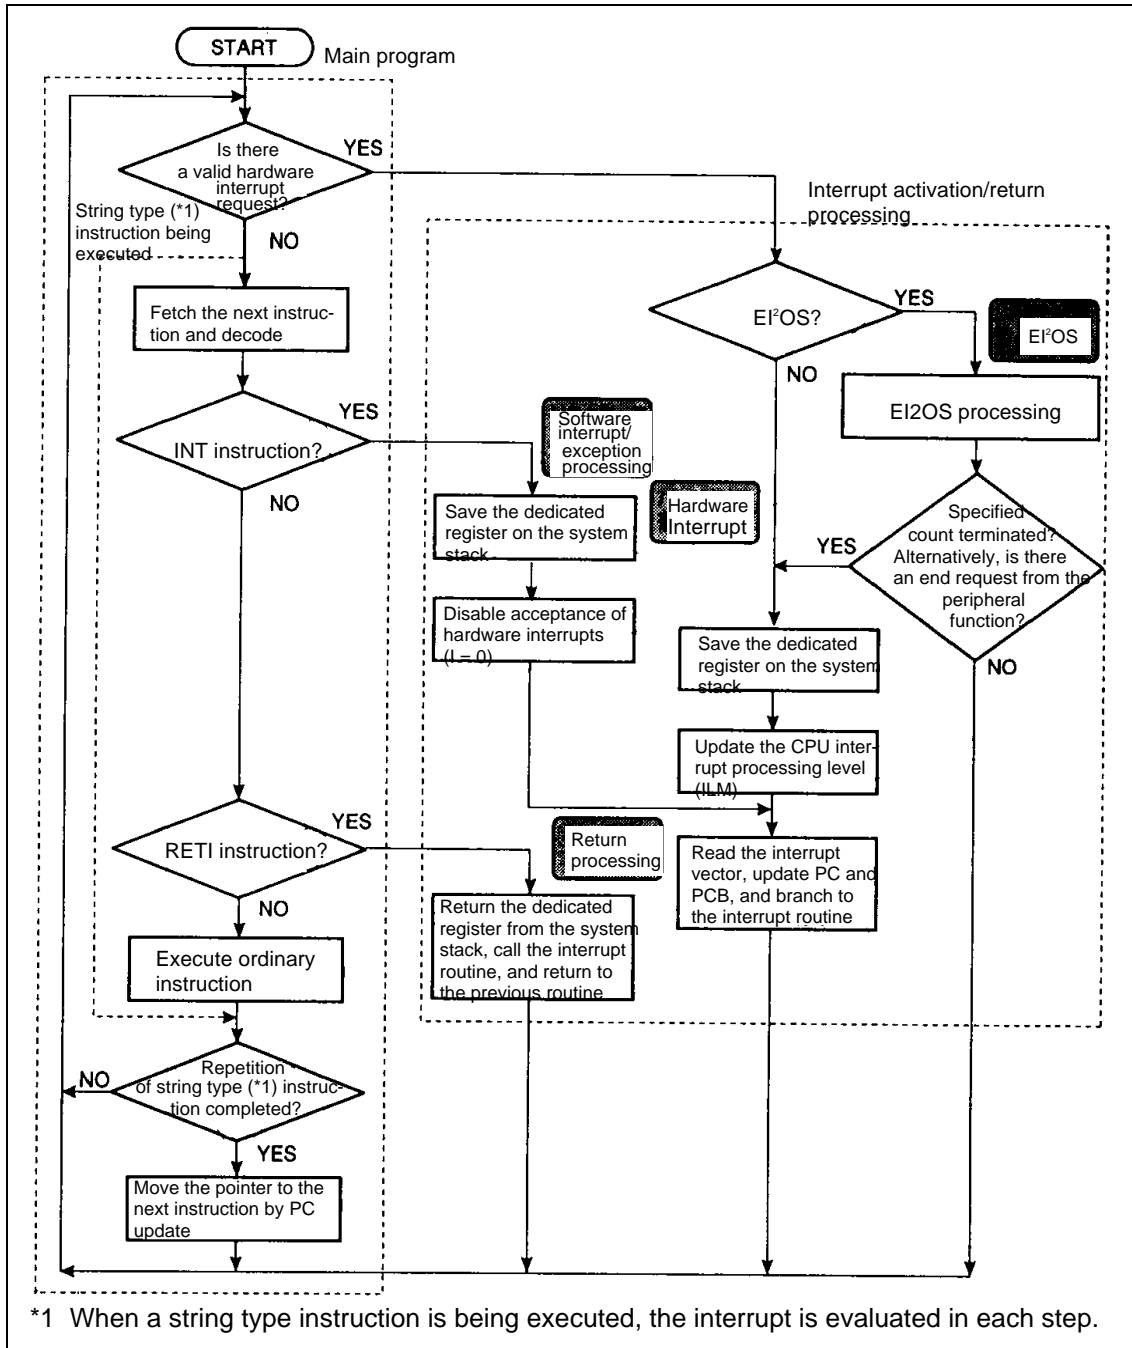 START
Main program
Is there
a valid hardware
interrupt
request?
YES
NO
String type (*1)
instruction being
executed
Fetch the next instruc-
tion and decode
INT instruction?
YES
NO
RETI instruction?
YES
NO
Execute ordinary
instruction
Repetition
of string type (*1) instruc-
tion completed?
NO
YES
Move the pointer to the
next instruction by PC
update
Interrupt activation/return
processing
EI²OS?
YES
NO
EI²OS
EI2OS processing
Specified
count terminated?
Alternatively, is there
an end request from the
peripheral
function?
YES
NO
Software
interrupt/
exception
processing
Save the dedicated
register on the system
stack
Disable acceptance of
hardware interrupts
(I = 0)
Hardware
Interrupt
Save the dedicated
register on the system
stack
Update the CPU inter-
rupt processing level
(ILM)
Read the interrupt
vector, update PC and
PCB, and branch to
the interrupt routine
Return
processing
Return the dedicated
register from the system
stack, call the interrupt
routine, and return to
the previous routine
*1 When a string type instruction is being executed, the interrupt is evaluated in each step.